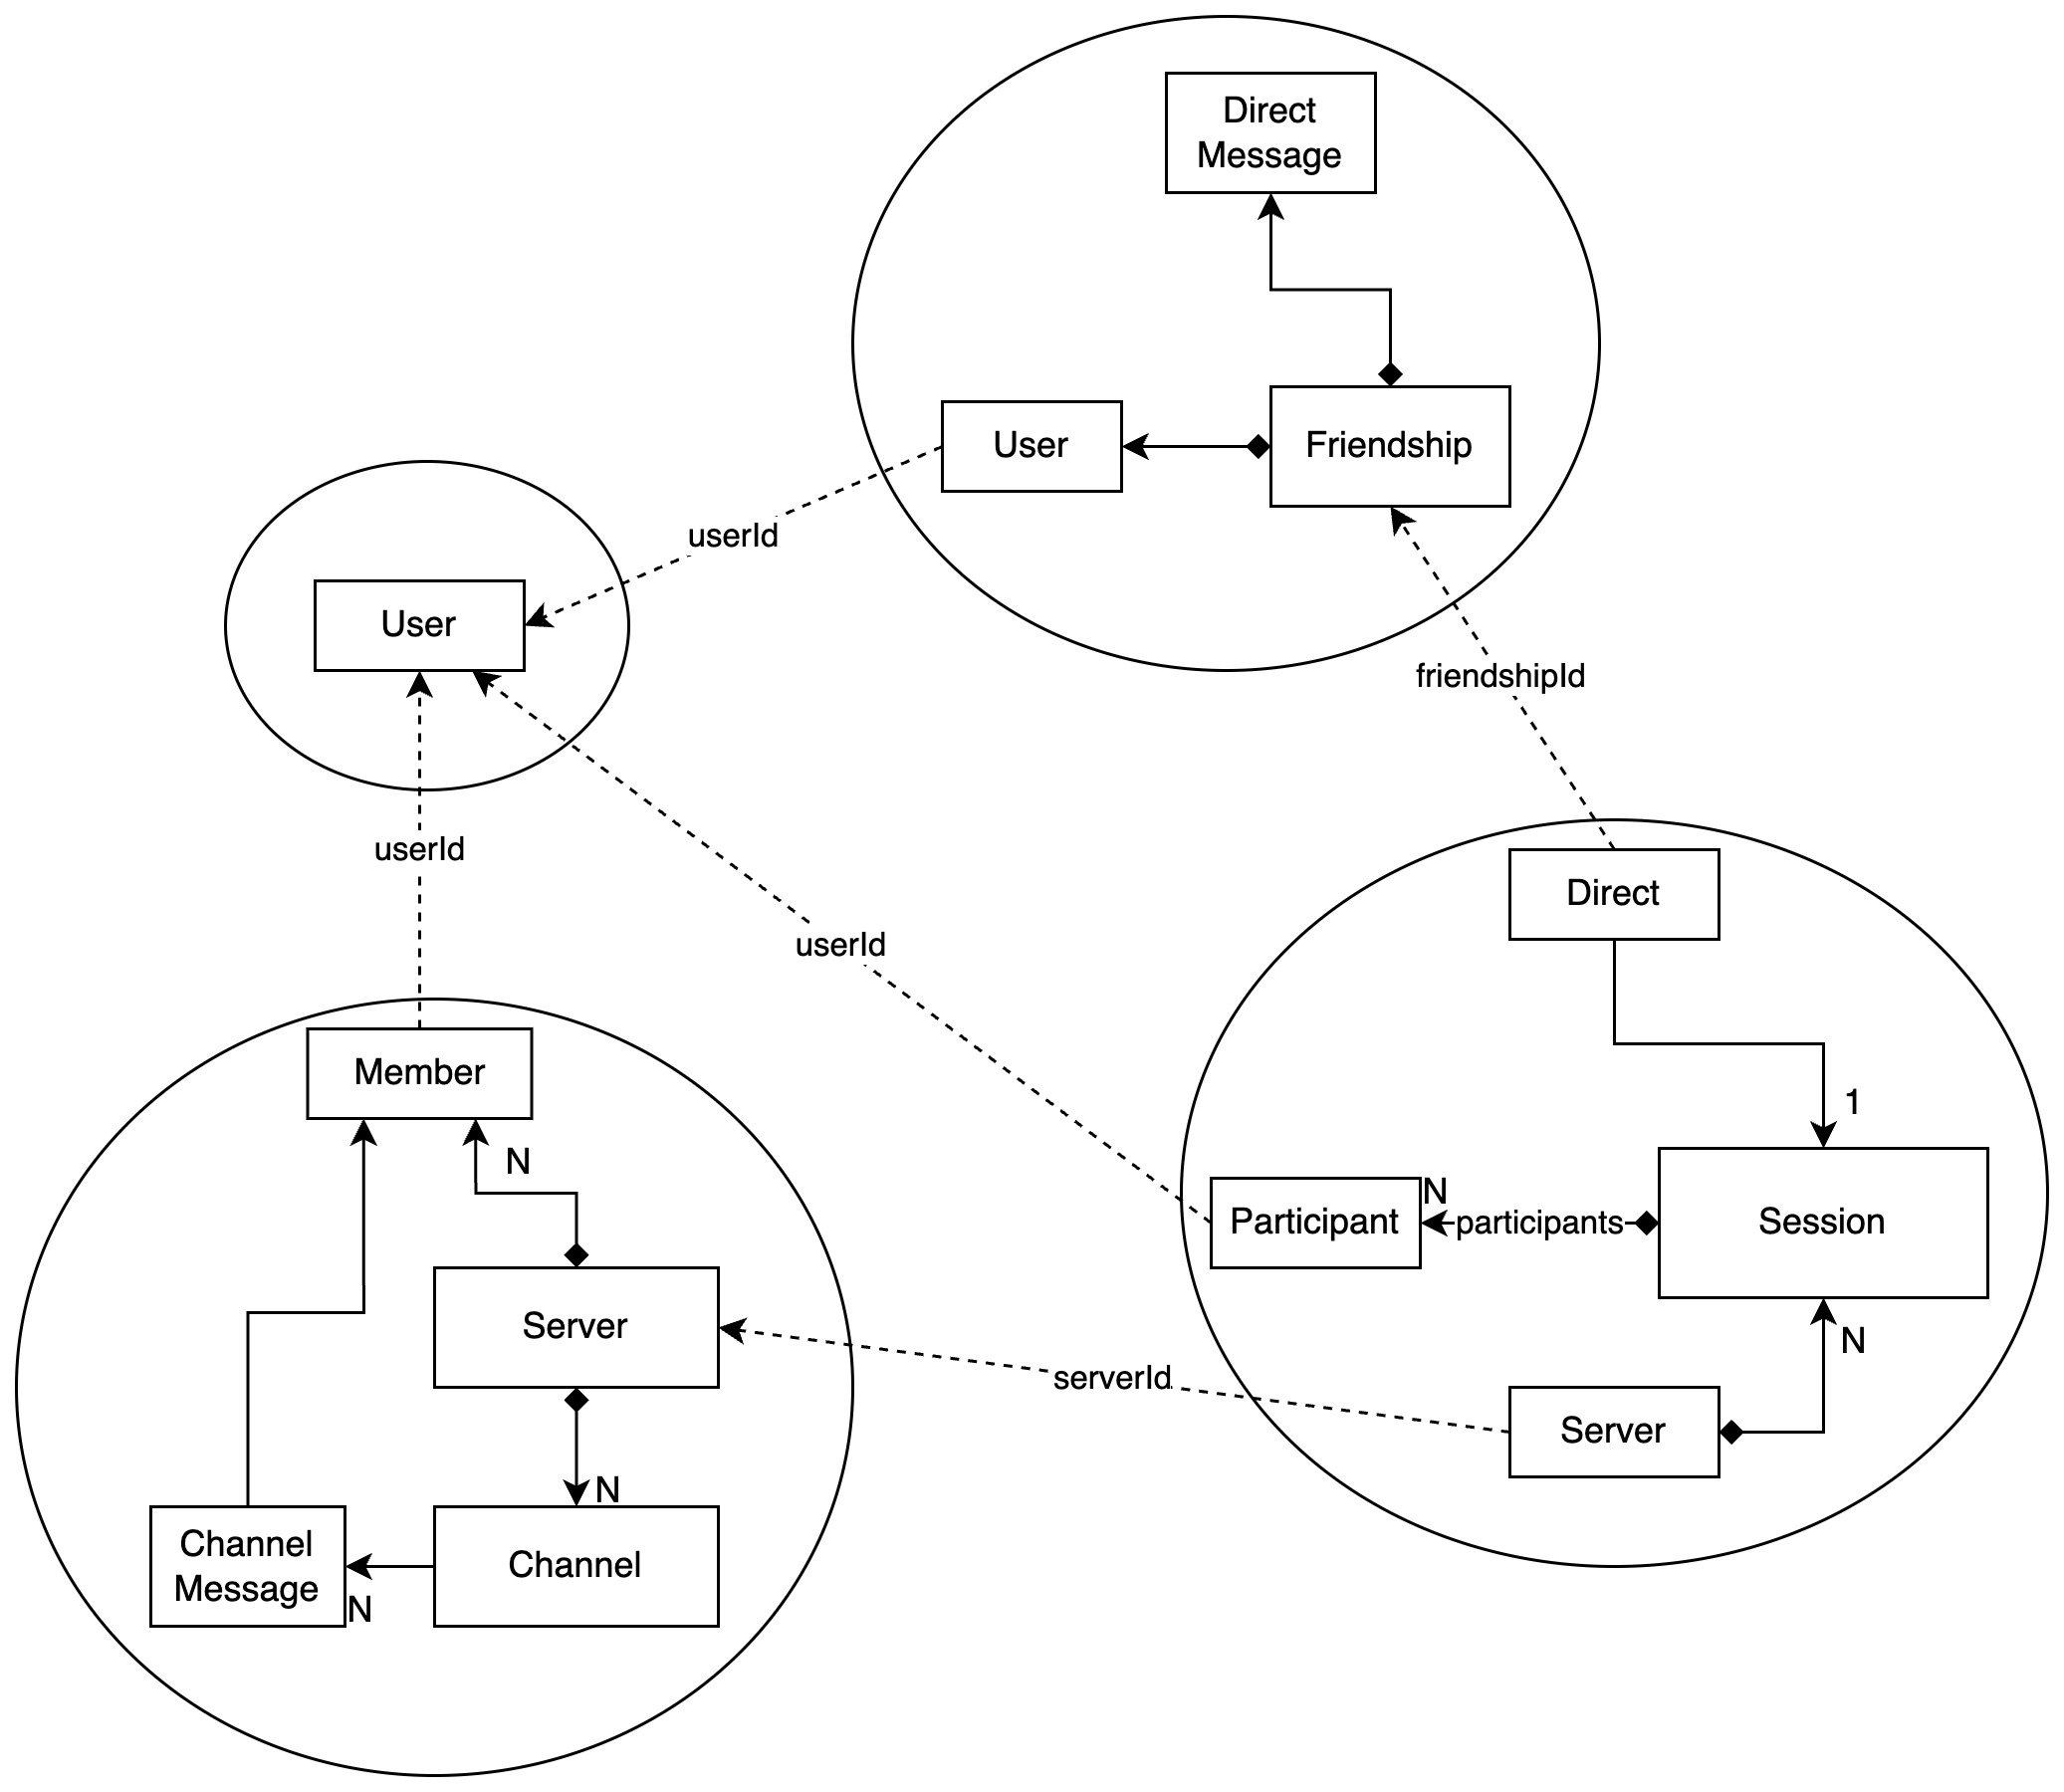 Direct
Message
User
Friendship
userId
User
friendshipId
userId
Direct
userId
Member
1
N
N
Participant
participants
Session
Server
N
serverId
Server
N
Channel
Message
Channel
N